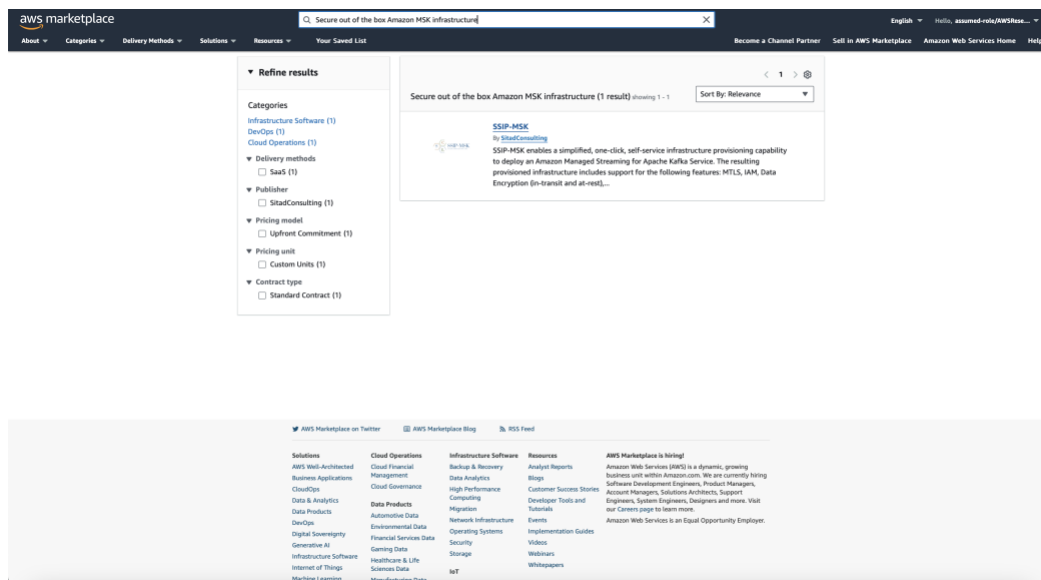 aws marketplace
Secure out of the box Amazon MSK infrastructure
English
Hello, assumed-role/AWSRese...
About
Categories
Delivery Methods
Solutions
Resources
Your Saved List
Become a Channel Partner
Sell in AWS Marketplace
Amazon Web Services Home
Help
Refine results
Categories
Infrastructure Software (1)
DevOps (1)
Cloud Operations (1)
Delivery methods
SaaS (1)
Publisher
SitadConsulting (1)
Pricing model
Upfront Commitment (1)
Pricing unit
Custom Units (1)
Contract type
Standard Contract (1)
1
Secure out of the box Amazon MSK infrastructure (1 result) showing 1 - 1
Sort By: Relevance
SSIP-MSK
By SitadConsulting
SSIP-MSK enables a simplified, one-click, self-service infrastructure provisioning capability
to deploy an Amazon Managed Streaming for Apache Kafka Service. The resulting
provisioned infrastructure includes support for the following features: MTLS, IAM, Data
Encryption (in-transit and at-rest),...
AWS Marketplace on Twitter
AWS Marketplace Blog
RSS Feed
Solutions
AWS Well-Architected
Business Applications
CloudOps
Data & Analytics
Data Products
DevOps
Digital Sovereignty
Generative AI
Infrastructure Software
Internet of Things
Machine Learning
Cloud Operations
Cloud Financial
Management
Cloud Governance
Data Products
Automotive Data
Environmental Data
Financial Services Data
Gaming Data
Healthcare & Life
Sciences Data
Manufacturing Data
Infrastructure Software
Backup & Recovery
Data Analytics
High Performance
Computing
Migration
Network Infrastructure
Operating Systems
Security
Storage
IoT
Resources
Analyst Reports
Blogs
Customer Success Stories
Developer Tools and
Tutorials
Events
Implementation Guides
Videos
Webinars
Whitepapers
AWS Marketplace is hiring!
Amazon Web Services (AWS) is a dynamic, growing
business unit within Amazon.com. We are currently hiring
Software Development Engineers, Product Managers,
Account Managers, Solutions Architects, Support
Engineers, System Engineers, Designers and more. Visit
our Careers page to learn more.
Amazon Web Services is an Equal Opportunity Employer.